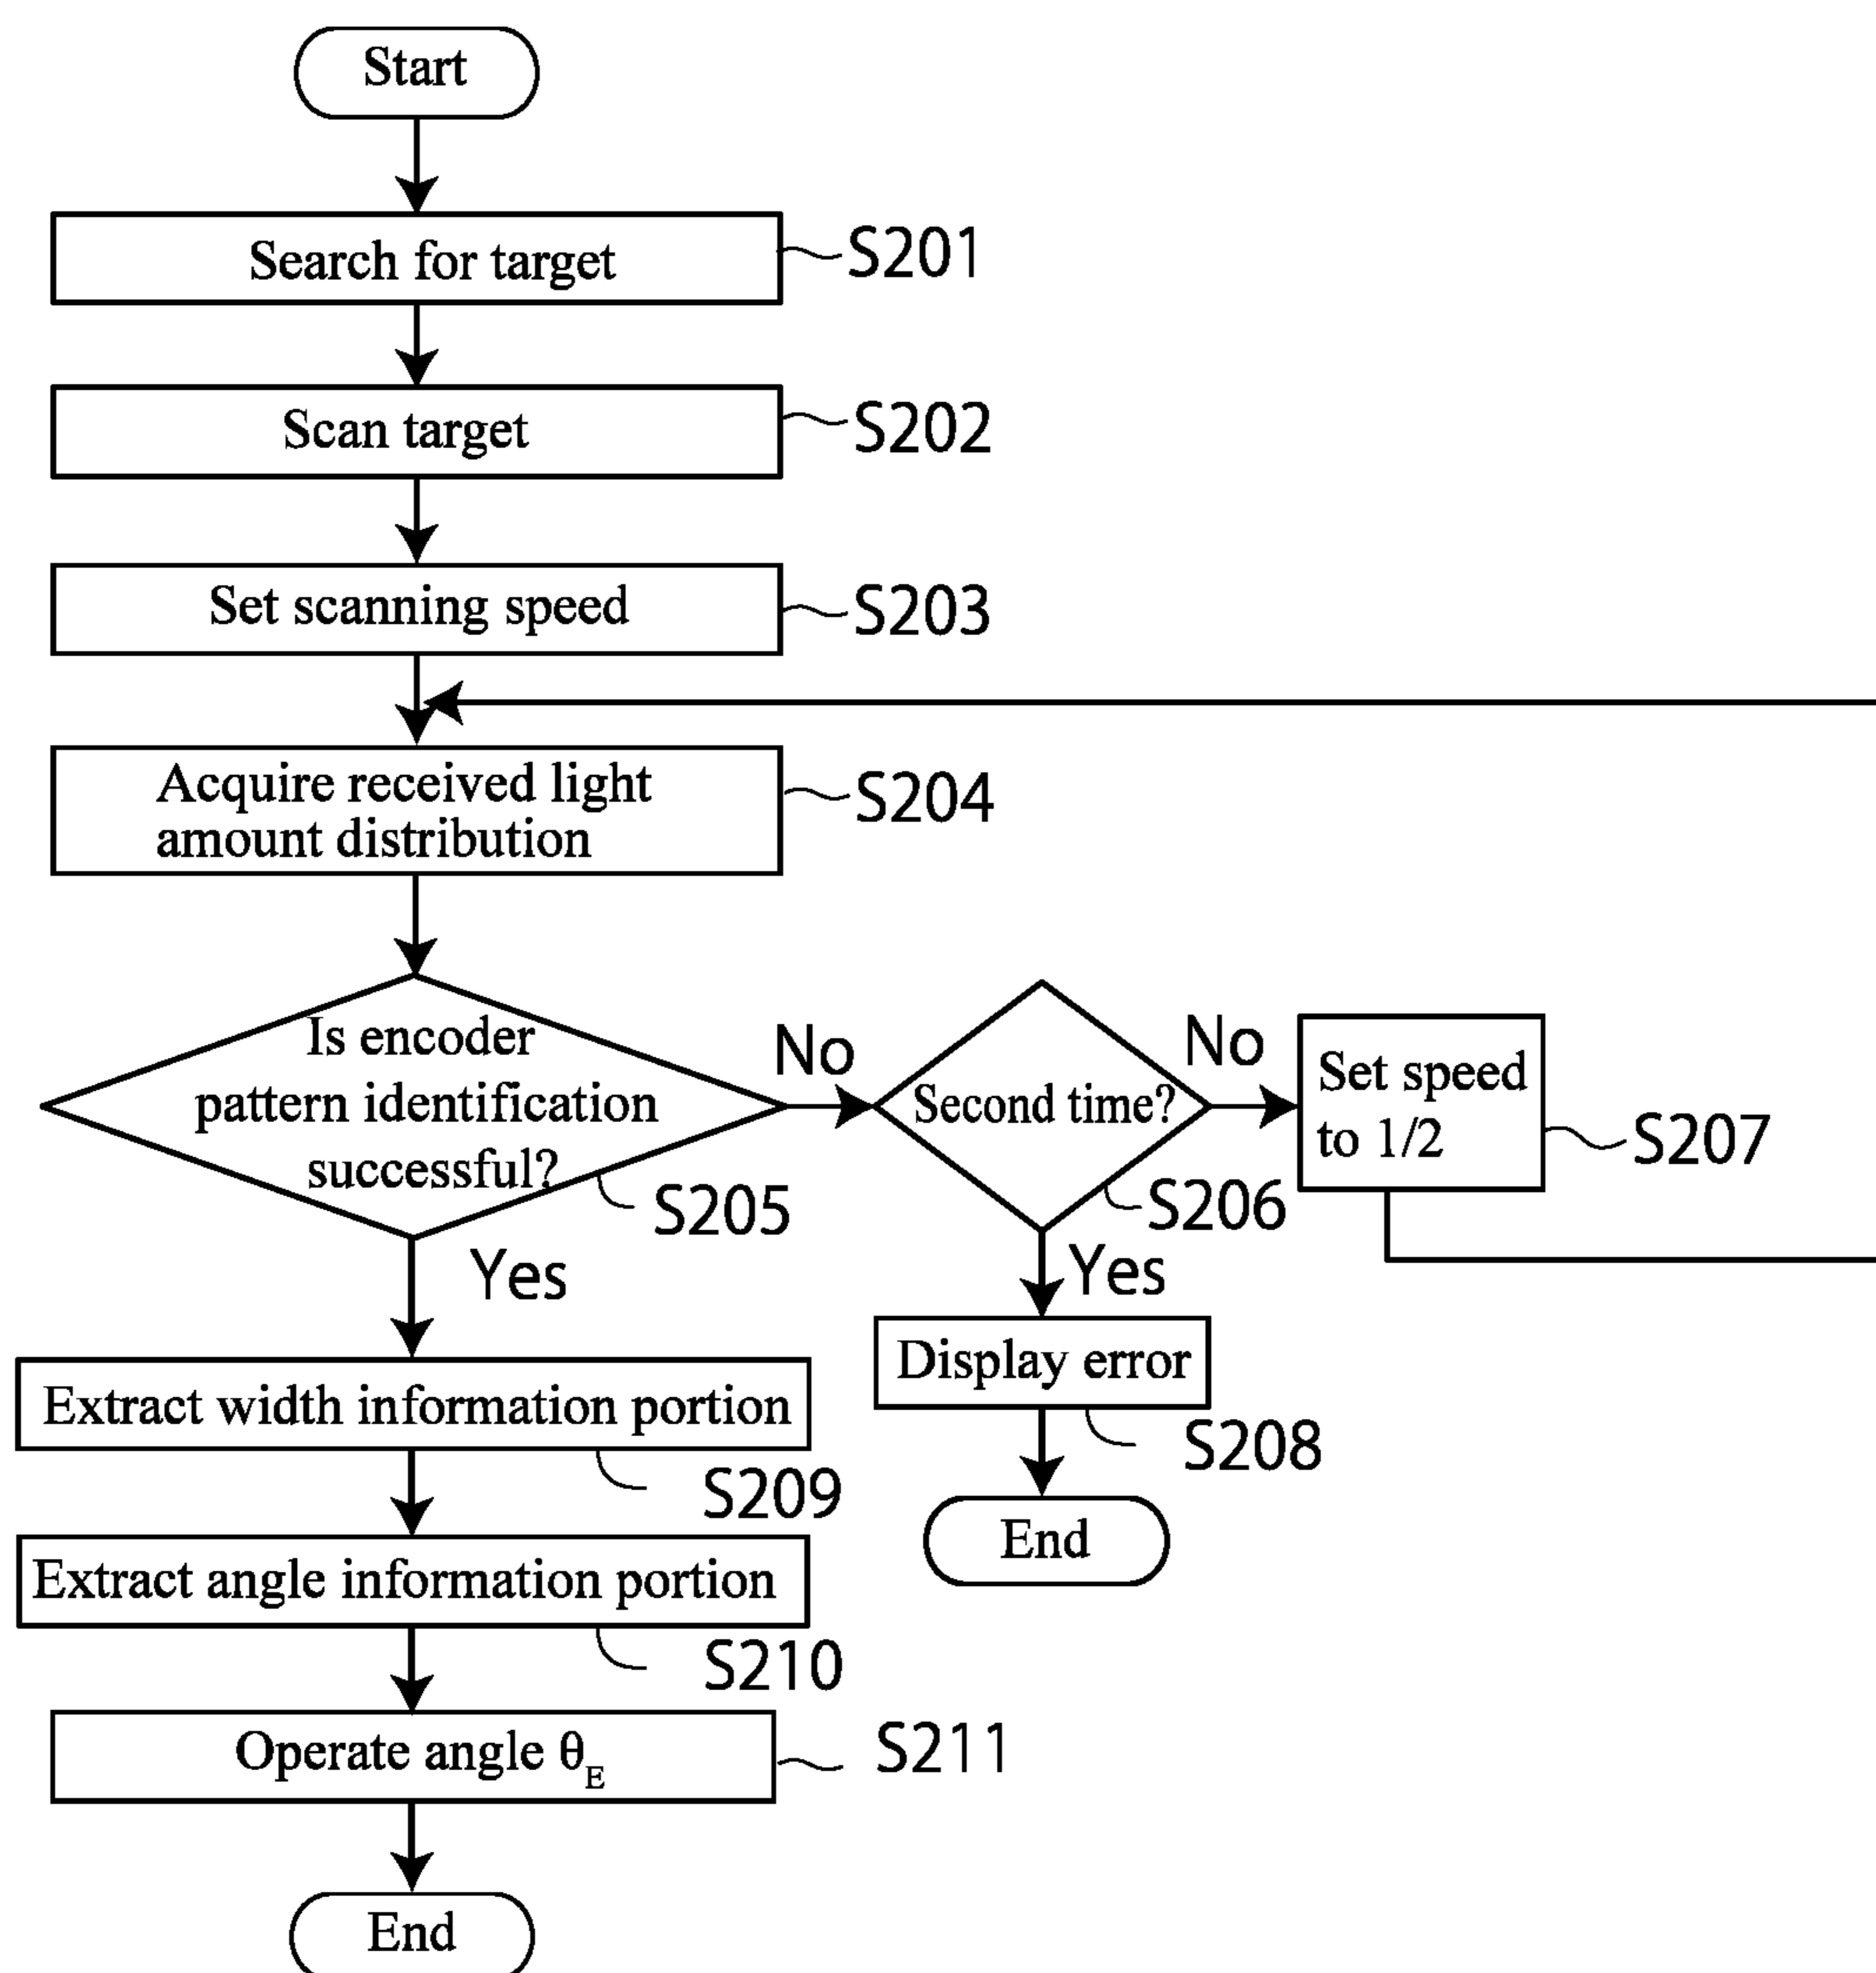 Start
Search for target
S201
Scan target
S202
Set scanning speed
S203
Acquire received light
amount distribution
S204
Is encoder
pattern identification
successful?
S205
No
Second time?
S206
No
Set speed
to 1/2
S207
Yes
Yes
Display error
S208
End
Extract width information portion
S209
Extract angle information portion
S210
Operate angle θE
S211
End